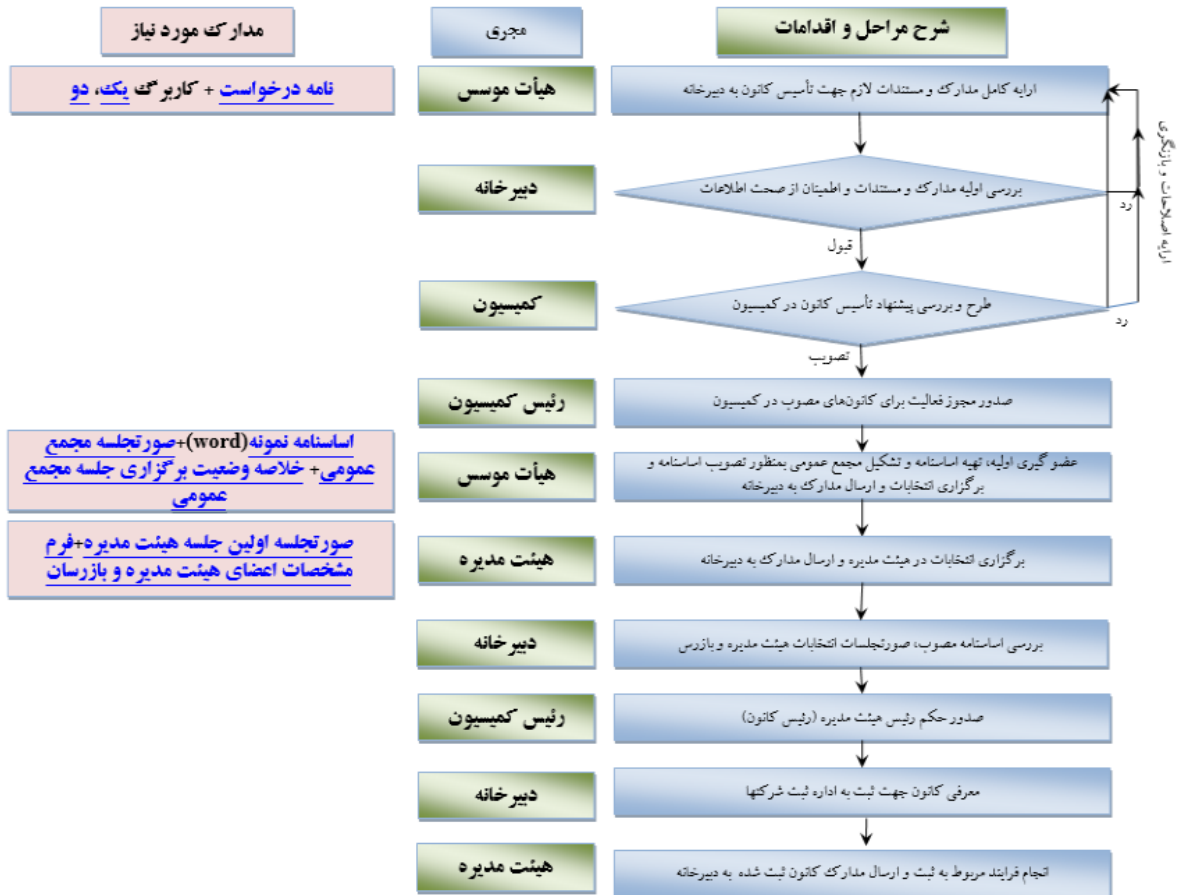 شرح مراحل و اقدامات
مجری
مدارک مورد نیاز
ارایه کامل مدارک و مستندات لازم جهت تأسیس کانون به دبیرخانه
هیأت موسس
نامه درخواست + کاربرگ یک، دو
بررسی اولیه مدارک و مستندات و اطمینان از صحت اطلاعات
رد
قبول
دبیرخانه
ارایه اصلاحات و بازنگری
طرح و بررسی پیشنهاد تأسیس کانون در کمیسیون
رد
تصویب
کمیسیون
صدور مجوز فعالیت برای کانون‌های مصوب در کمیسیون
رئیس کمیسیون
عضو گیری اولیه، تهیه اساسنامه و تشکیل مجمع عمومی بمنظور تصویب اساسنامه و
برگزاری انتخابات و ارسال مدارک به دبیرخانه
هیأت موسس
اساسنامه نمونه(word)+صورتجلسه مجمع
عمومی+ خلاصه وضعیت برگزاری جلسه مجمع
عمومی
برگزاری انتخابات در هیئت مدیره و ارسال مدارک به دبیرخانه
هیئت مدیره
صورتجلسه اولین جلسه هیئت مدیره+فرم
مشخصات اعضای هیئت مدیره و بازرسان
بررسی اساسنامه مصوب، صورتجلسات انتخابات هیئت مدیره و بازرس
دبیرخانه
صدور حکم رئیس هیئت مدیره (رئیس کانون)
رئیس کمیسیون
معرفی کانون جهت ثبت به اداره ثبت شرکتها
دبیرخانه
انجام فرایند مربوط به ثبت و ارسال مدارک کانون ثبت شده به دبیرخانه
هیئت مدیره